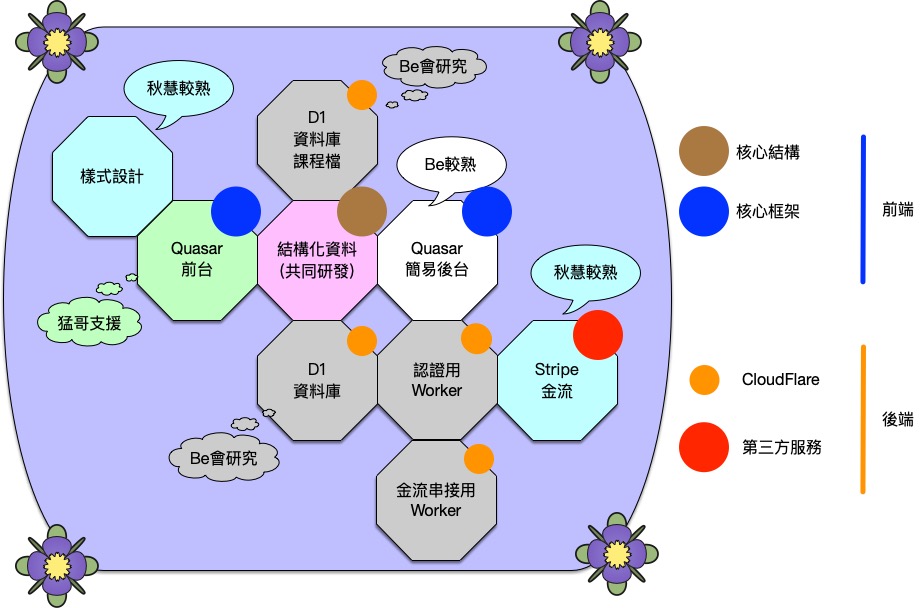 Be會研究
秋慧較熟
D1
資料庫
課程檔
樣式設計
Be較熟
Quasar
前台
結構化資料
(共同研發)
Quasar
簡易後台
秋慧較熟
猛哥支援
D1
資料庫
認證用
Worker
Stripe
金流
Be會研究
金流串接用
Worker
核心結構
核心框架
前端
CloudFlare
第三方服務
後端